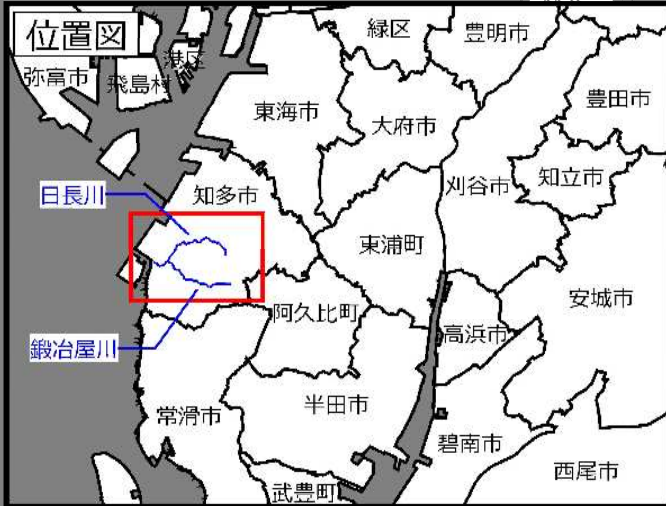 位置図
緑区
豊明市
港区
弥富市
飛島村
豊田市
東海市
大府市
日長川
知多市
刈谷市
知立市
東浦町
安城市
阿久比町
高浜市
鍛冶屋川
半田市
常滑市
碧南市
西尾市
武豊町